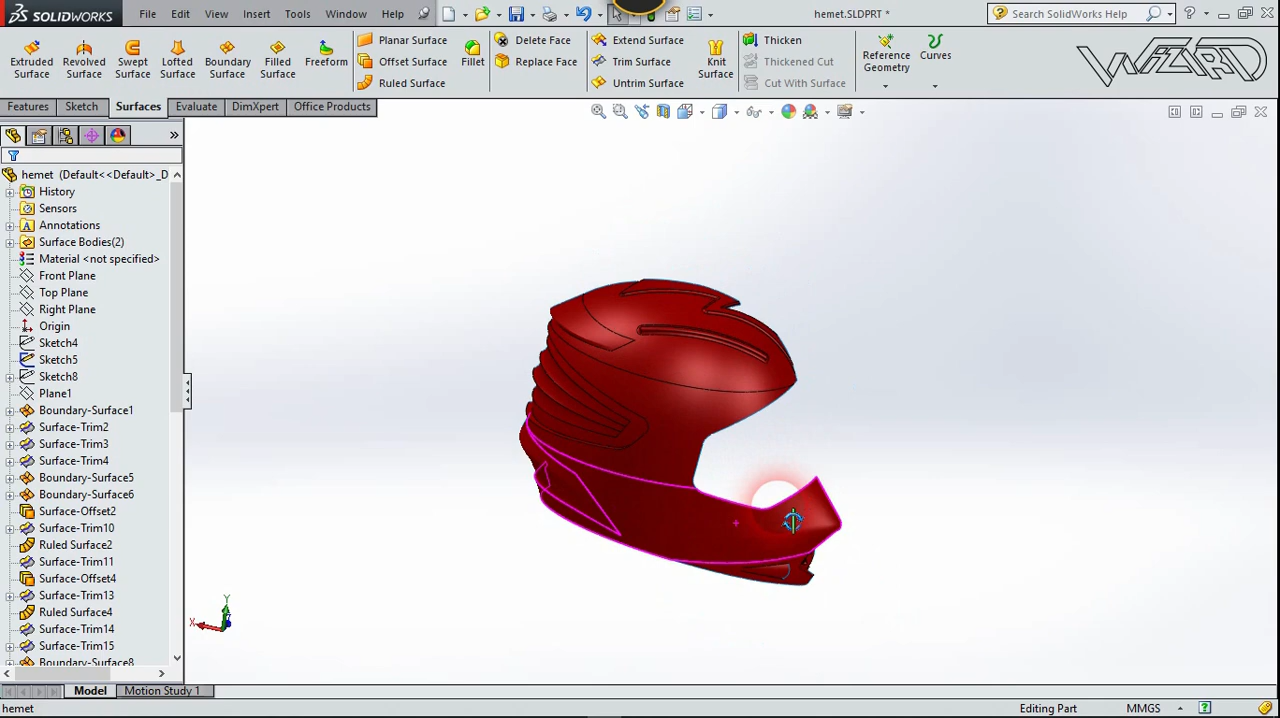 SOLIDWORKS File Edit View Insert Tools Window Help hemet.SLDPRT * Search SolidWorks Help
Extruded Surface
Revolved Surface
Swept Surface
Lofted Surface
Boundary Surface
Filled Surface
Freeform
Planar Surface
Offset Surface
Ruled Surface
Fillet
Delete Face
Replace Face
Extend Surface
Trim Surface
Untrim Surface
Knit Surface
Thicken
Thickened Cut
Cut With Surface
Reference Geometry
Curves
WIZARD
Features Sketch Surfaces Evaluate DimXpert Office Products
hemet (Default<<Default>_D
History
Sensors
Annotations
Surface Bodies(2)
Material <not specified>
Front Plane
Top Plane
Right Plane
Origin
Sketch4
Sketch5
Sketch8
Plane1
Boundary-Surface1
Surface-Trim2
Surface-Trim3
Surface-Trim4
Boundary-Surface5
Boundary-Surface6
Surface-Offset2
Surface-Trim10
Ruled Surface2
Surface-Trim11
Surface-Offset4
Surface-Trim13
Ruled Surface4
Surface-Trim14
Surface-Trim15
Boundary-Surface8
Y
X
Model Motion Study 1
hemet Editing Part MMGS